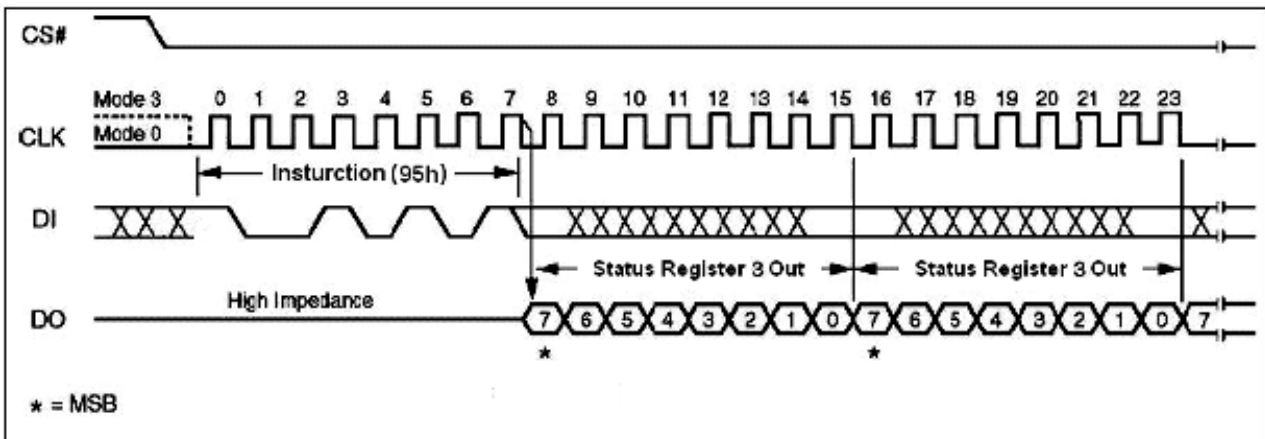 CS#
Mode 3 0 1 2 3 4 5 6 7 8 9 10 11 12 13 14 15 16 17 18 19 20 21 22 23
CLK Mode 0
Insturction (95h)
DI
Status Register 3 Out Status Register 3 Out
High Impedance
DO 7 6 5 4 3 2 1 0 7 6 5 4 3 2 1 0 7
* *
* = MSB